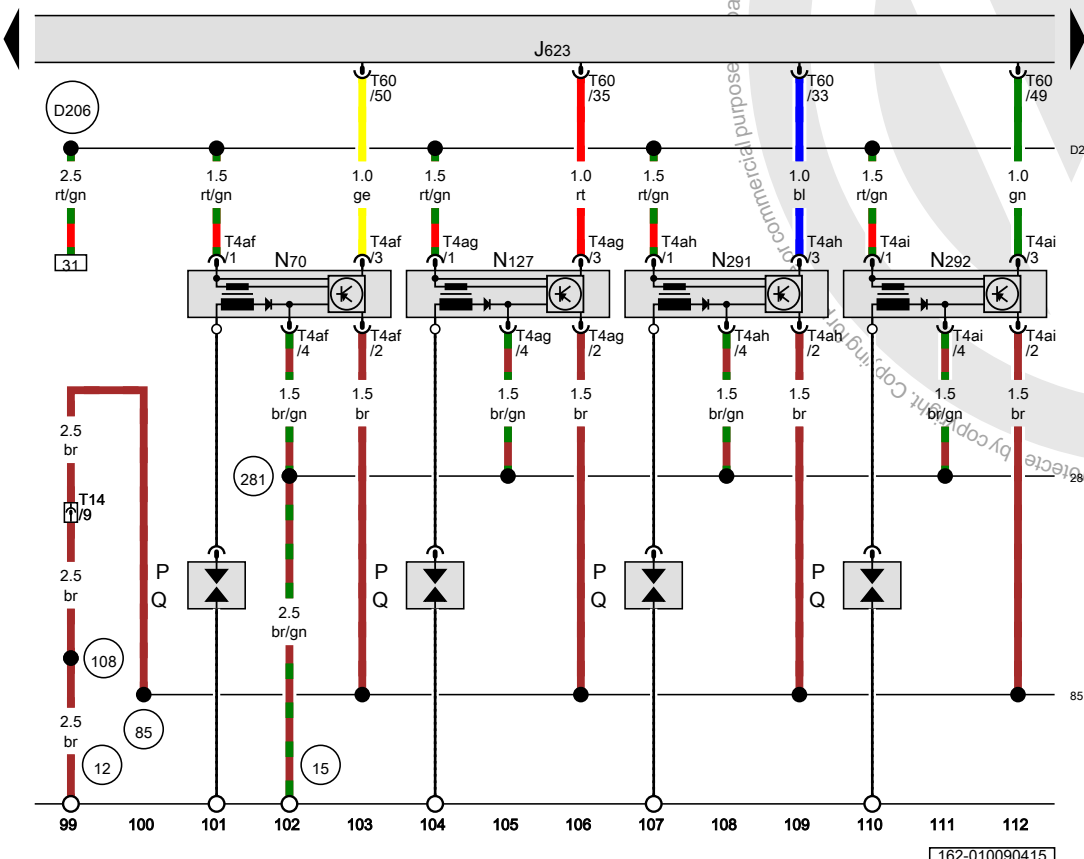 J623
T60
/50
T60
/35
T60
/33
T60
/49
D206
2.5
rt/gn
1.5
rt/gn
1.0
ge
1.5
rt/gn
1.0
rt
1.5
rt/gn
1.0
bl
1.5
rt/gn
1.0
gn
D2
31
T4af
/1
N70
T4af
/3
T4ag
/1
N127
T4ag
/3
T4ah
/1
N291
T4ah
/3
T4ai
/1
N292
T4ai
/3
T4af
/4
T4af
/2
T4ag
/4
T4ag
/2
T4ah
/4
T4ah
/2
T4ai
/4
T4ai
/2
1.5
br/gn
1.5
br
1.5
br/gn
1.5
br
1.5
br/gn
1.5
br
1.5
br/gn
1.5
br
2.5
br
281
28
T14
/9
2.5
br
P
Q
P
Q
P
Q
P
Q
2.5
br/gn
108
85
2.5
br
85
12
15
99 100 101 102 103 104 105 106 107 108 109 110 111 112
162-010090415
or commercial purposes
by copyright. Copying for